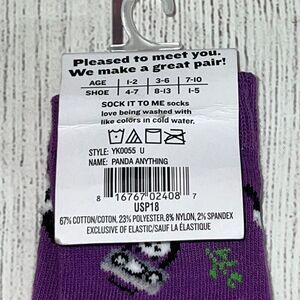 Pleased to meet you.
We make a great pair!
AGE 1-2 3-6 7-10
SHOE 4-7 8-13 1-5
SOCK IT TO ME socks
love being washed with
like colors in cold water.
STYLE: YK0055 U
NAME: PANDA ANYTHING
8 16767 02408 7
USP18
67% COTTON/COTON, 23% POLYESTER, 8% NYLON, 2% SPANDEX
EXCLUSIVE OF ELASTIC/SAUF LA ÉLASTIQUE